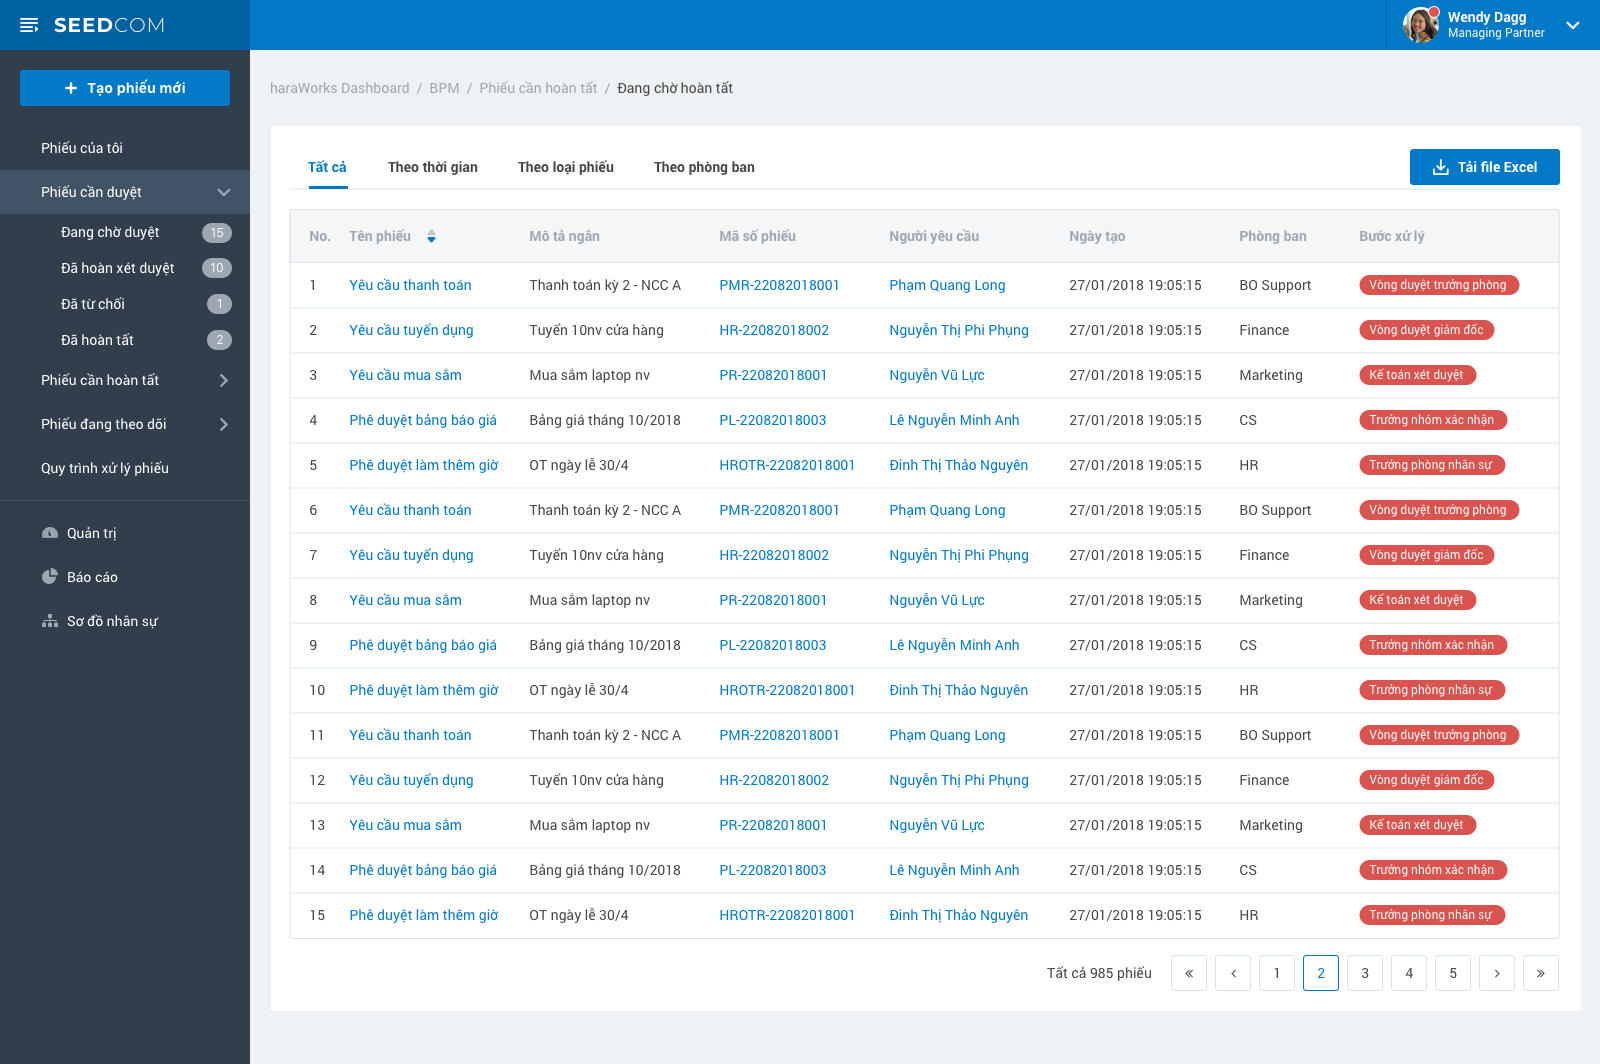 SEEDCOM
Wendy Dagg
Managing Partner
+ Tạo phiếu mới
Phiếu của tôi
Phiếu cần duyệt
Đang chờ duyệt 15
Đã hoàn xét duyệt 10
Đã từ chối 1
Đã hoàn tất 2
Phiếu cần hoàn tất
Phiếu đang theo dõi
Quy trình xử lý phiếu
Quản trị
Báo cáo
Sơ đồ nhân sự
haraWorks Dashboard / BPM / Phiếu cần hoàn tất / Đang chờ hoàn tất
Tất cả Theo thời gian Theo loại phiếu Theo phòng ban Tải file Excel
No. Tên phiếu Mô tả ngắn Mã số phiếu Người yêu cầu Ngày tạo Phòng ban Bước xử lý
1 Yêu cầu thanh toán Thanh toán kỳ 2 - NCC A PMR-22082018001 Phạm Quang Long 27/01/2018 19:05:15 BO Support Vòng duyệt trưởng phòng
2 Yêu cầu tuyển dụng Tuyển 10nv cửa hàng HR-22082018002 Nguyễn Thị Phi Phụng 27/01/2018 19:05:15 Finance Vòng duyệt giám đốc
3 Yêu cầu mua sắm Mua sắm laptop nv PR-22082018001 Nguyễn Vũ Lực 27/01/2018 19:05:15 Marketing Kế toán xét duyệt
4 Phê duyệt bảng báo giá Bảng giá tháng 10/2018 PL-22082018003 Lê Nguyễn Minh Anh 27/01/2018 19:05:15 CS Trưởng nhóm xác nhận
5 Phê duyệt làm thêm giờ OT ngày lễ 30/4 HROTR-22082018001 Đinh Thị Thảo Nguyên 27/01/2018 19:05:15 HR Trưởng phòng nhân sự
6 Yêu cầu thanh toán Thanh toán kỳ 2 - NCC A PMR-22082018001 Phạm Quang Long 27/01/2018 19:05:15 BO Support Vòng duyệt trưởng phòng
7 Yêu cầu tuyển dụng Tuyển 10nv cửa hàng HR-22082018002 Nguyễn Thị Phi Phụng 27/01/2018 19:05:15 Finance Vòng duyệt giám đốc
8 Yêu cầu mua sắm Mua sắm laptop nv PR-22082018001 Nguyễn Vũ Lực 27/01/2018 19:05:15 Marketing Kế toán xét duyệt
9 Phê duyệt bảng báo giá Bảng giá tháng 10/2018 PL-22082018003 Lê Nguyễn Minh Anh 27/01/2018 19:05:15 CS Trưởng nhóm xác nhận
10 Phê duyệt làm thêm giờ OT ngày lễ 30/4 HROTR-22082018001 Đinh Thị Thảo Nguyên 27/01/2018 19:05:15 HR Trưởng phòng nhân sự
11 Yêu cầu thanh toán Thanh toán kỳ 2 - NCC A PMR-22082018001 Phạm Quang Long 27/01/2018 19:05:15 BO Support Vòng duyệt trưởng phòng
12 Yêu cầu tuyển dụng Tuyển 10nv cửa hàng HR-22082018002 Nguyễn Thị Phi Phụng 27/01/2018 19:05:15 Finance Vòng duyệt giám đốc
13 Yêu cầu mua sắm Mua sắm laptop nv PR-22082018001 Nguyễn Vũ Lực 27/01/2018 19:05:15 Marketing Kế toán xét duyệt
14 Phê duyệt bảng báo giá Bảng giá tháng 10/2018 PL-22082018003 Lê Nguyễn Minh Anh 27/01/2018 19:05:15 CS Trưởng nhóm xác nhận
15 Phê duyệt làm thêm giờ OT ngày lễ 30/4 HROTR-22082018001 Đinh Thị Thảo Nguyên 27/01/2018 19:05:15 HR Trưởng phòng nhân sự
Tất cả 985 phiếu « ‹ 1 2 3 4 5 › »